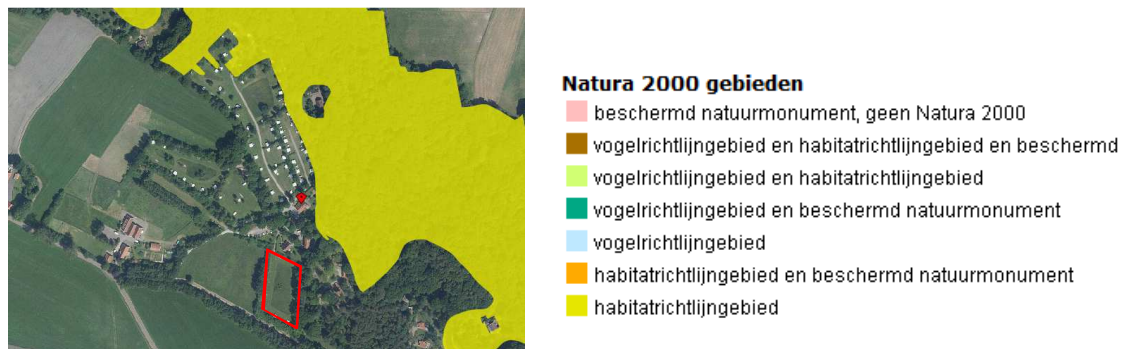 Natura 2000 gebieden
beschermd natuurmonument, geen Natura 2000
vogelrichtlijngebied en habitatrichtlijngebied en beschermd
vogelrichtlijngebied en habitatrichtlijngebied
vogelrichtlijngebied en beschermd natuurmonument
vogelrichtlijngebied
habitatrichtlijngebied en beschermd natuurmonument
habitatrichtlijngebied